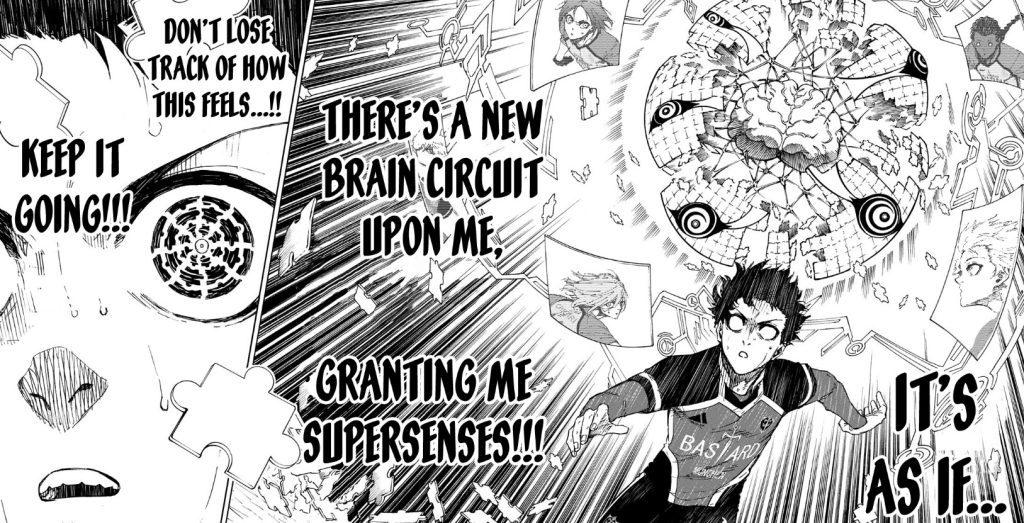 IT'S
AS IF...
THERE'S A NEW
BRAIN CIRCUIT
UPON ME,
GRANTING ME
SUPERSENSES!!!
BASTARD
DON'T LOSE
TRACK OF HOW
THIS FEELS...!!
KEEP IT
GOING!!!